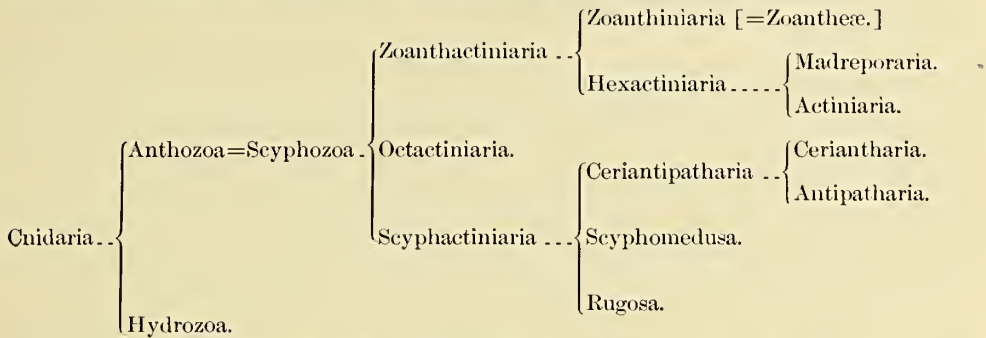 Zoanthiniaria [=Zoantheæ.]
Zoanthactiniaria
Madreporaria.
Hexactiniaria
Actiniaria.
Anthozoa=Scyphozoa
Octactiniaria.
Ceriantharia.
Ceriantipatharia
Antipatharia.
Cnidaria
Scyphactiniaria
Scyphomedusa.
Rugosa.
Hydrozoa.